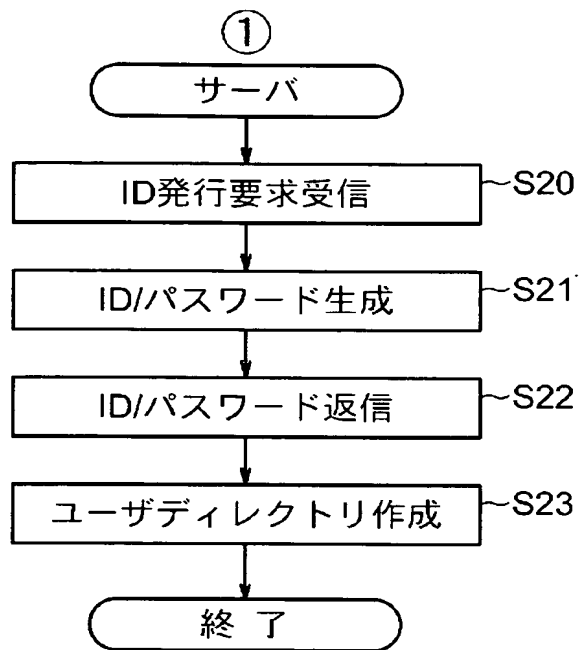 ①
サーバ
ID発行要求受信 ~S20
ID/パスワード生成 ~S21
ID/パスワード返信 ~S22
ユーザディレクトリ作成 ~S23
終 了